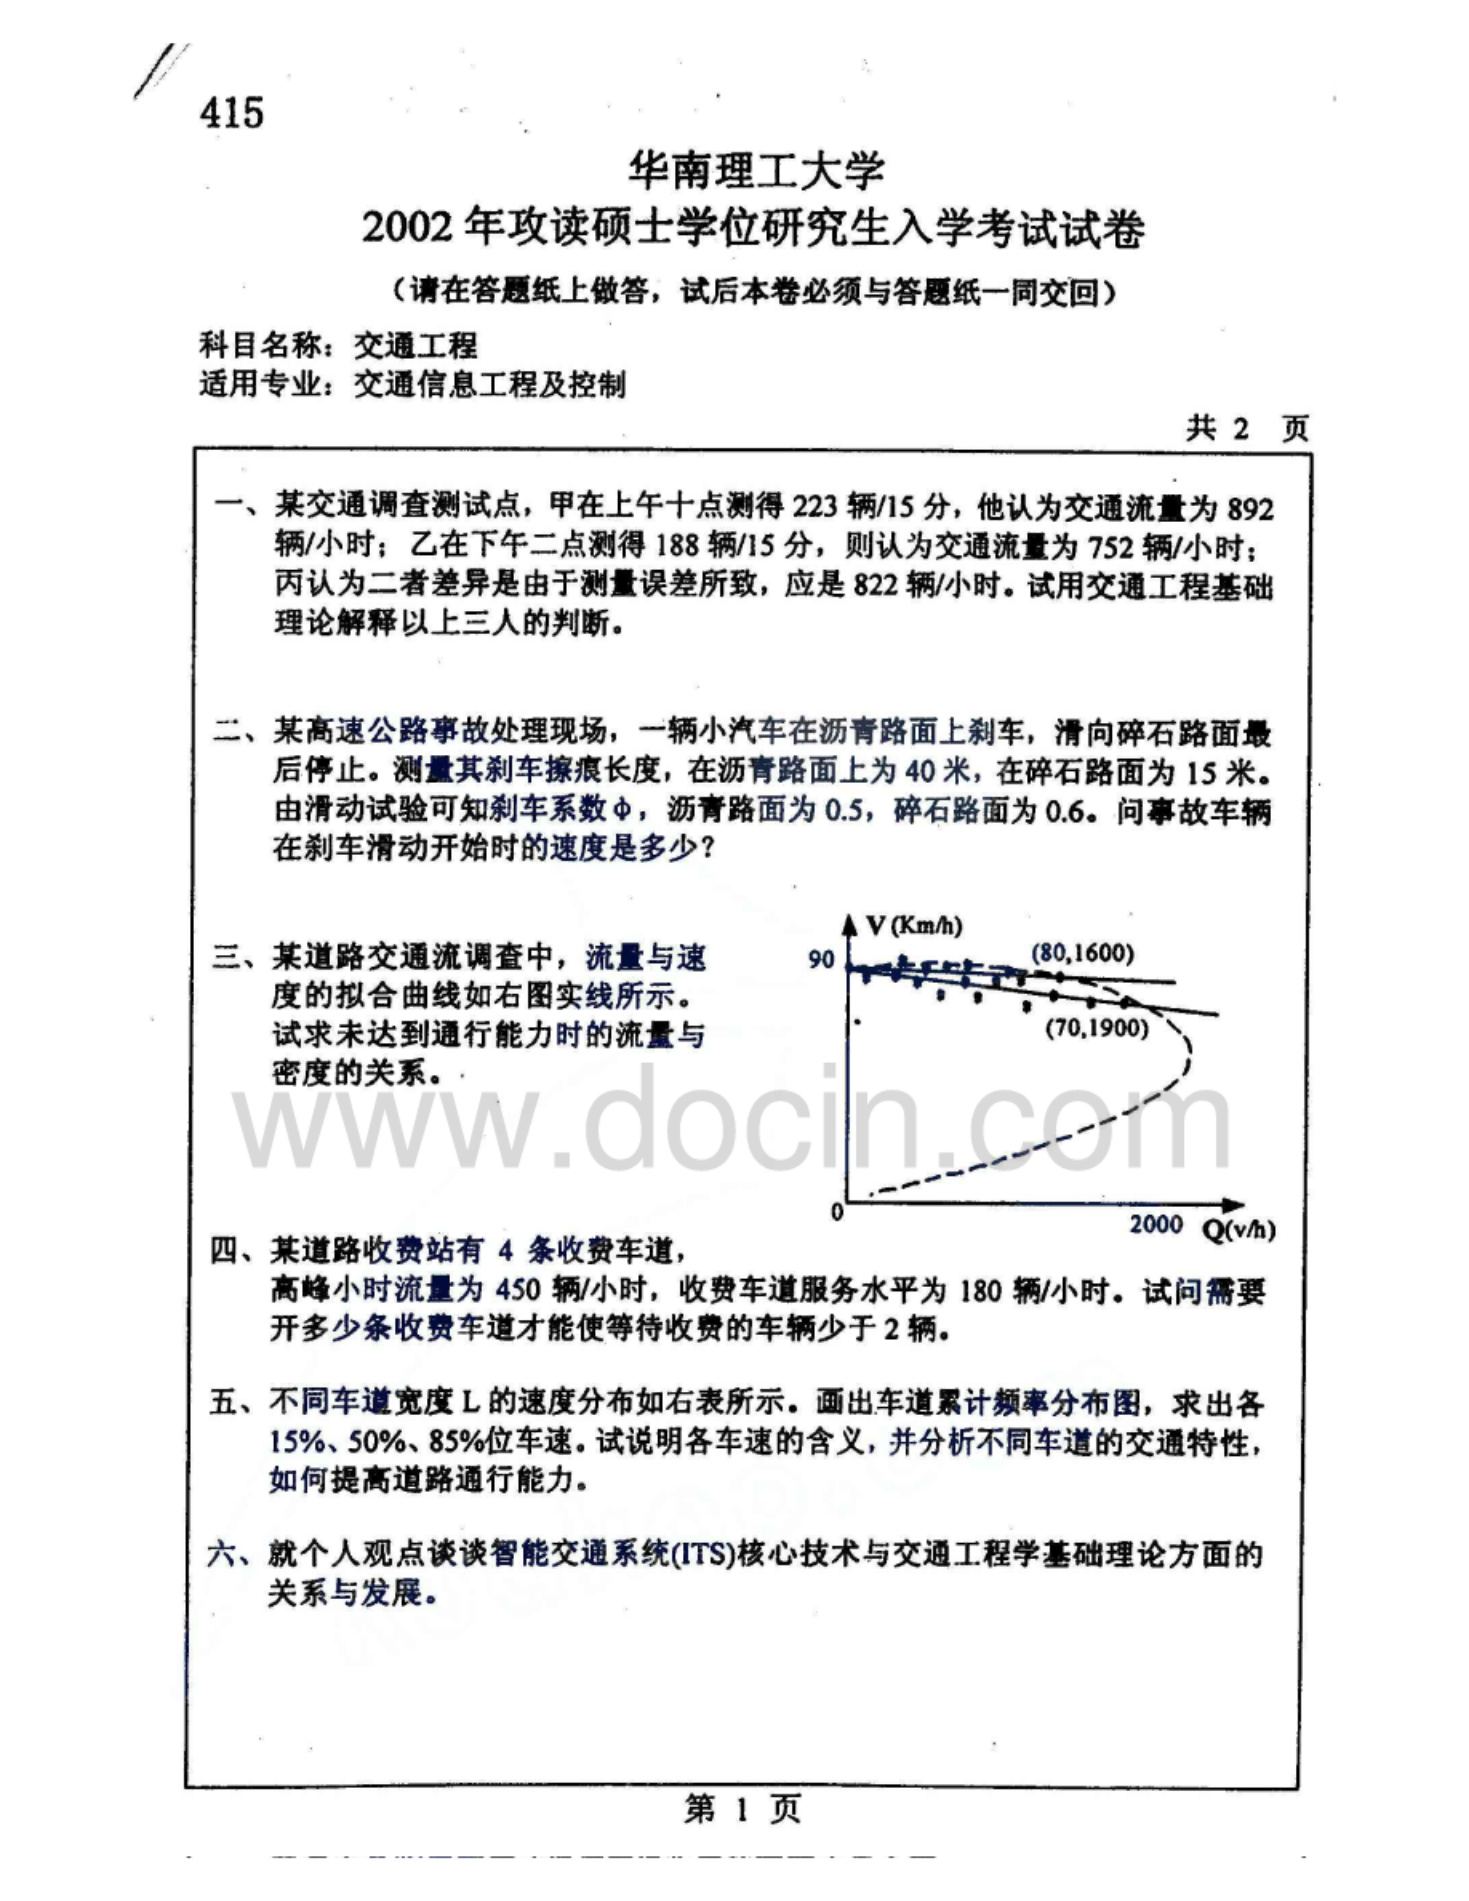 415
华南理工大学
2002 年攻读硕士学位研究生入学考试试卷
（请在答题纸上做答，试后本卷必须与答题纸一同交回）
科目名称：交通工程
适用专业：交通信息工程及控制
共 2 页
一、某交通调查测试点，甲在上午十点测得 223 辆/15 分，他认为交通流量为 892
辆/小时；乙在下午二点测得 188 辆/15 分，则认为交通流量为 752 辆/小时；
丙认为二者差异是由于测量误差所致，应是 822 辆/小时。试用交通工程基础
理论解释以上三人的判断。
二、某高速公路事故处理现场，一辆小汽车在沥青路面上刹车，滑向碎石路面最
后停止。测量其刹车擦痕长度，在沥青路面上为 40 米，在碎石路面为 15 米。
由滑动试验可知刹车系数φ，沥青路面为 0.5，碎石路面为 0.6。问事故车辆
在刹车滑动开始时的速度是多少？
三、某道路交通流调查中，流量与速
度的拟合曲线如右图实线所示。
试求未达到通行能力时的流量与
密度的关系。
V (Km/h)
90
(80,1600)
(70,1900)
0
2000
Q(v/h)
www.docin.com
四、某道路收费站有 4 条收费车道，
高峰小时流量为 450 辆/小时，收费车道服务水平为 180 辆/小时。试问需要
开多少条收费车道才能使等待收费的车辆少于 2 辆。
五、不同车道宽度 L 的速度分布如右表所示。画出车道累计频率分布图，求出各
15%、50%、85%位车速。试说明各车速的含义，并分析不同车道的交通特性，
如何提高道路通行能力。
六、就个人观点谈谈智能交通系统(ITS)核心技术与交通工程学基础理论方面的
关系与发展。
第 1 页